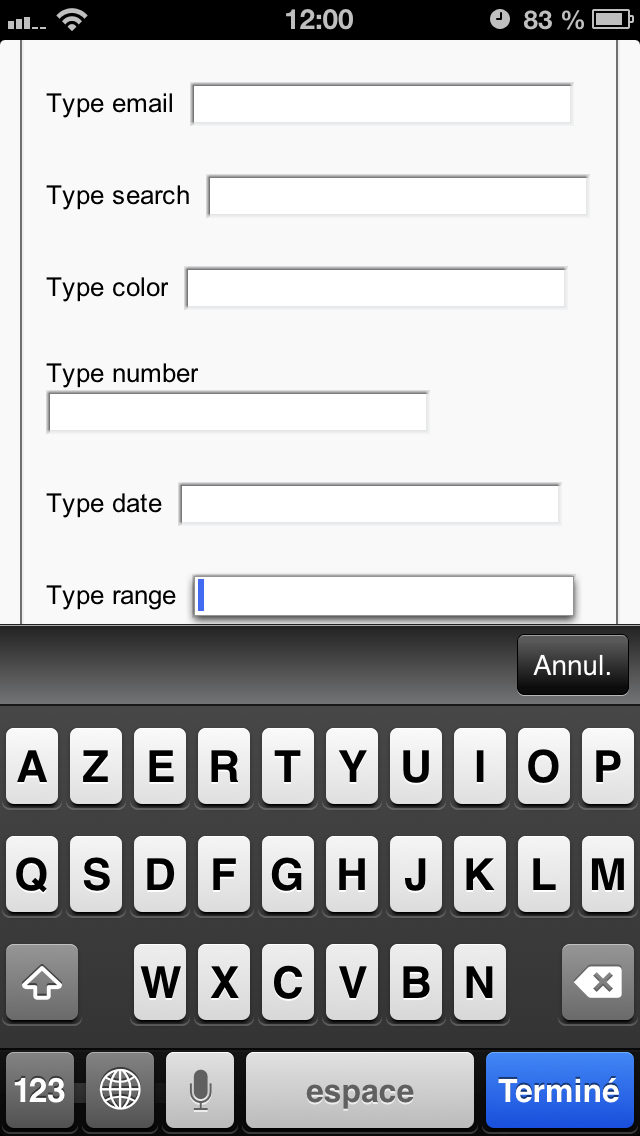 12:00 83 %
Type email
Type search
Type color
Type number
Type date
Type range
Annul.
A Z E R T Y U I O P
Q S D F G H J K L M
W X C V B N
123 espace Terminé